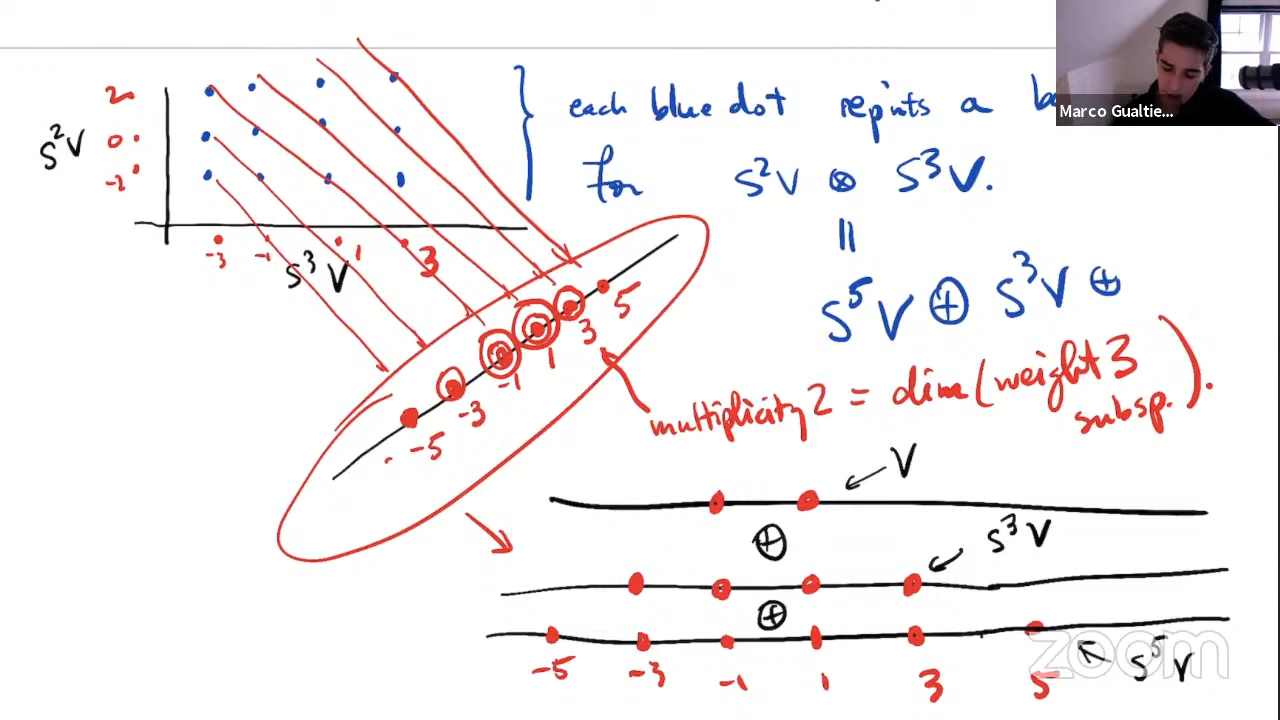 Marco Gualtie...
each blue dot rep'nts a
for S²V ⊗ S³V.
||
S⁵V ⊕ S³V ⊕
2
0
-2
S²V
-3 -1 1 3
S³V
-5 -3 -1 1 3 5
multiplicity 2 = dim (weight 3
subsp.).
V
⊕
S³V
⊕
S⁵V
-5 -3 -1 1 3 5
zoom